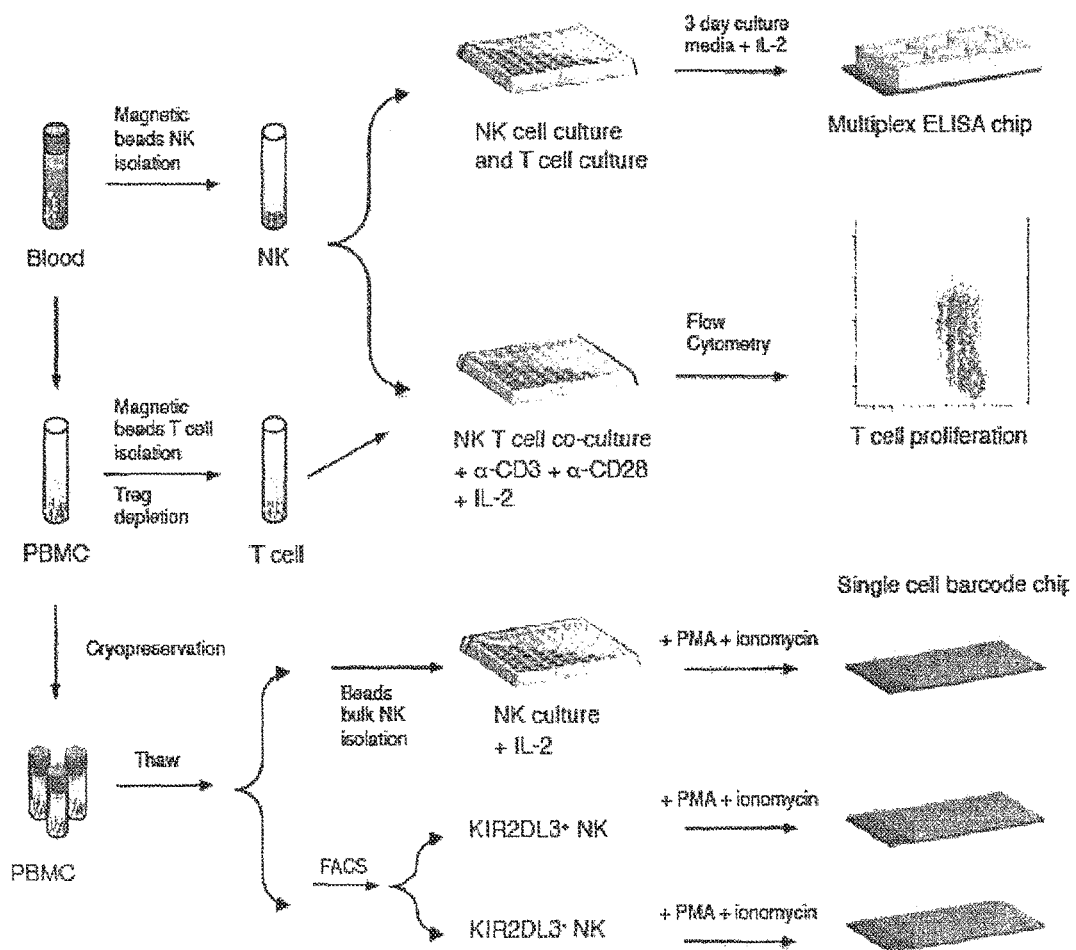 3 day culture
media + IL-2
Magnetic
beads NK
isolation
NK cell culture
and T cell culture
Multiplex ELISA chip
Blood
NK
Flow
Cytometry
Magnetic
beads T cell
isolation
Treg
depletion
NK T cell co-culture
+ α-CD3 + α-CD28
+ IL-2
T cell proliferation
PBMC
T cell
Single cell barcode chip
Cryopreservation
+ PMA + ionomycin
Beads
bulk NK
isolation
NK culture
+ IL-2
Thaw
+ PMA + ionomycin
KIR2DL3⁺ NK
PBMC
FACS
+ PMA + ionomycin
KIR2DL3⁻ NK